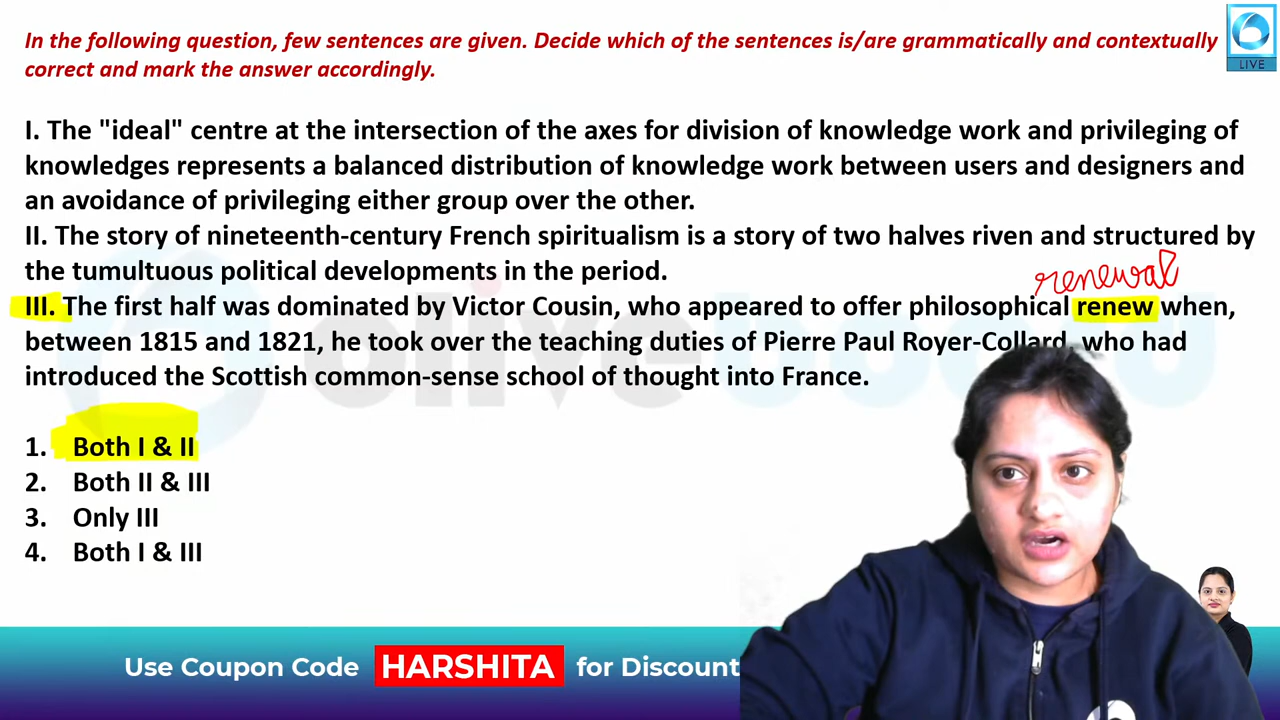 In the following question, few sentences are given. Decide which of the sentences is/are grammatically and contextually
correct and mark the answer accordingly.
LIVE
I. The "ideal" centre at the intersection of the axes for division of knowledge work and privileging of
knowledges represents a balanced distribution of knowledge work between users and designers and
an avoidance of privileging either group over the other.
II. The story of nineteenth-century French spiritualism is a story of two halves riven and structured by
the tumultuous political developments in the period.
renewal
III. The first half was dominated by Victor Cousin, who appeared to offer philosophical renew when,
between 1815 and 1821, he took over the teaching duties of Pierre Paul Royer-Collard, who had
introduced the Scottish common-sense school of thought into France.
1. Both I & II
2. Both II & III
3. Only III
4. Both I & III
Use Coupon Code HARSHITA for Discount